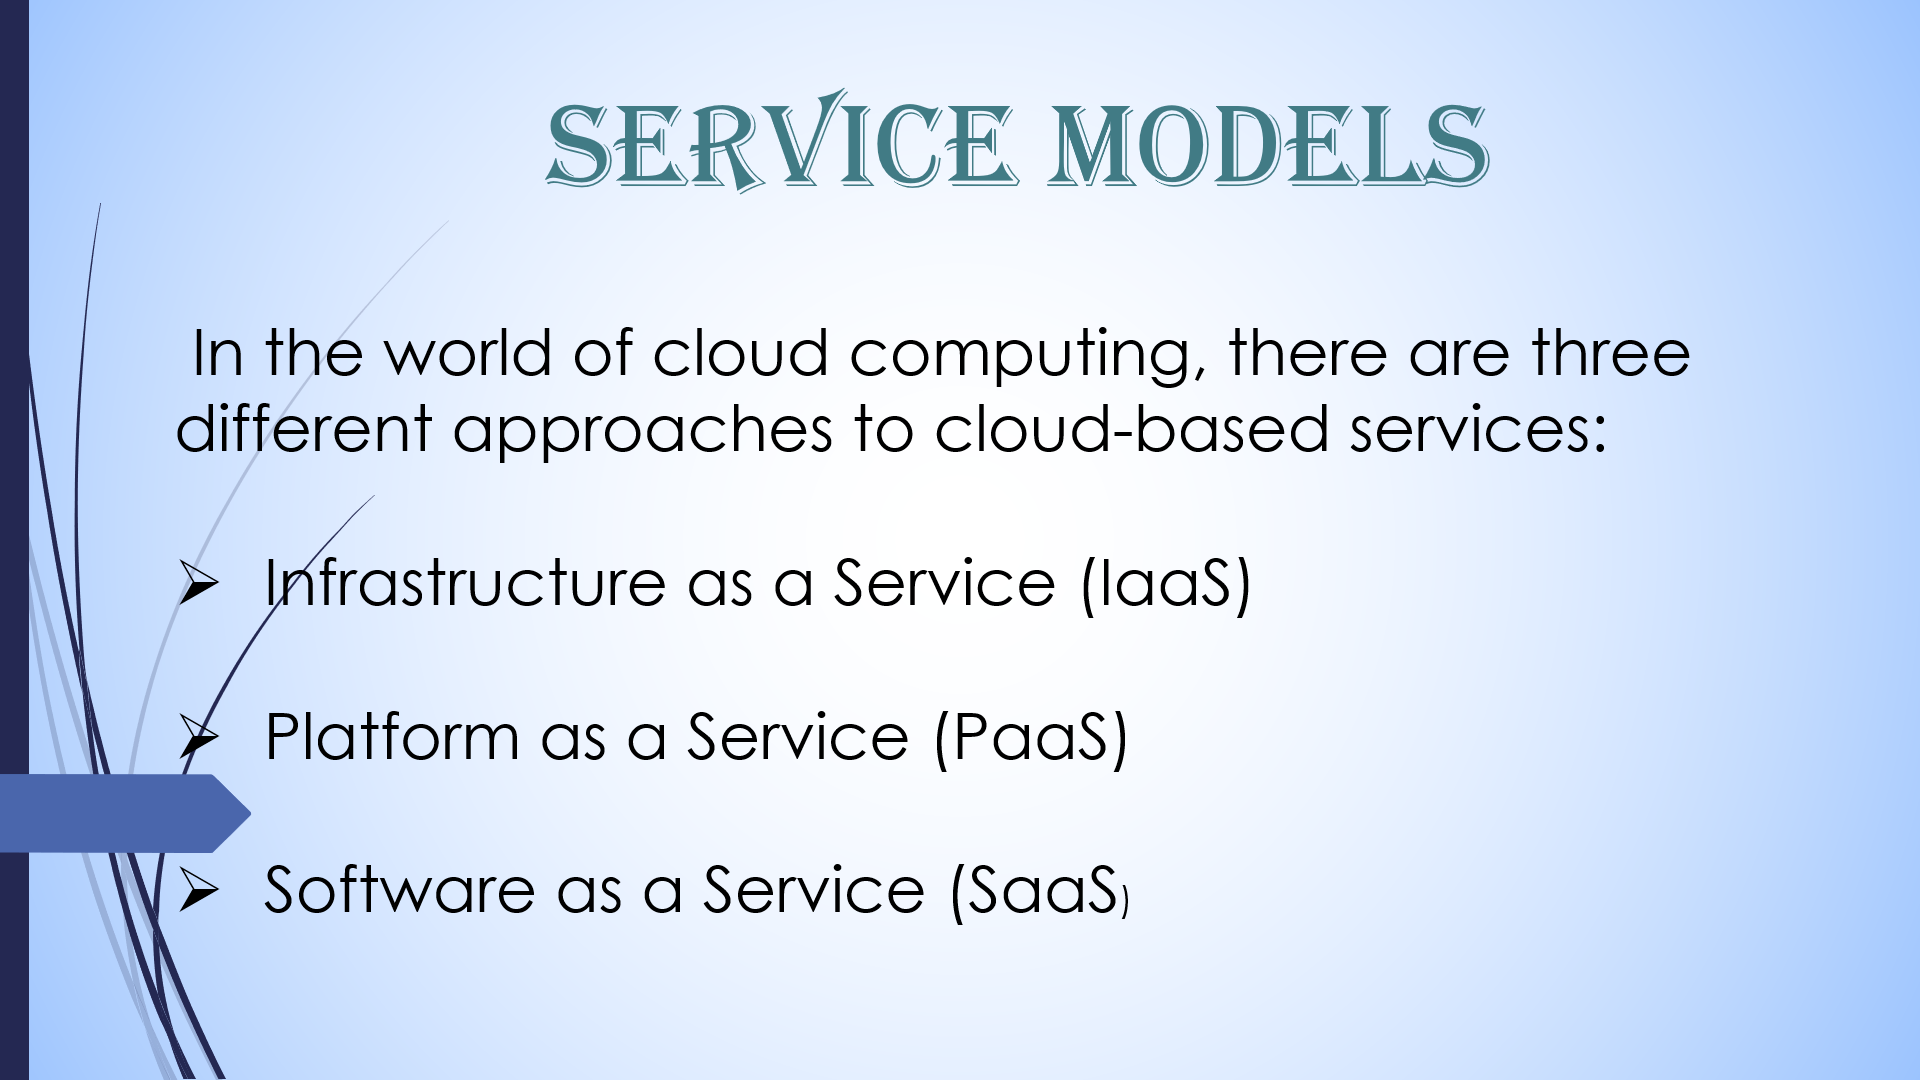 SERVICE MODELS
In the world of cloud computing, there are three
different approaches to cloud-based services:
➢ Infrastructure as a Service (IaaS)
➢ Platform as a Service (PaaS)
➢ Software as a Service (SaaS)